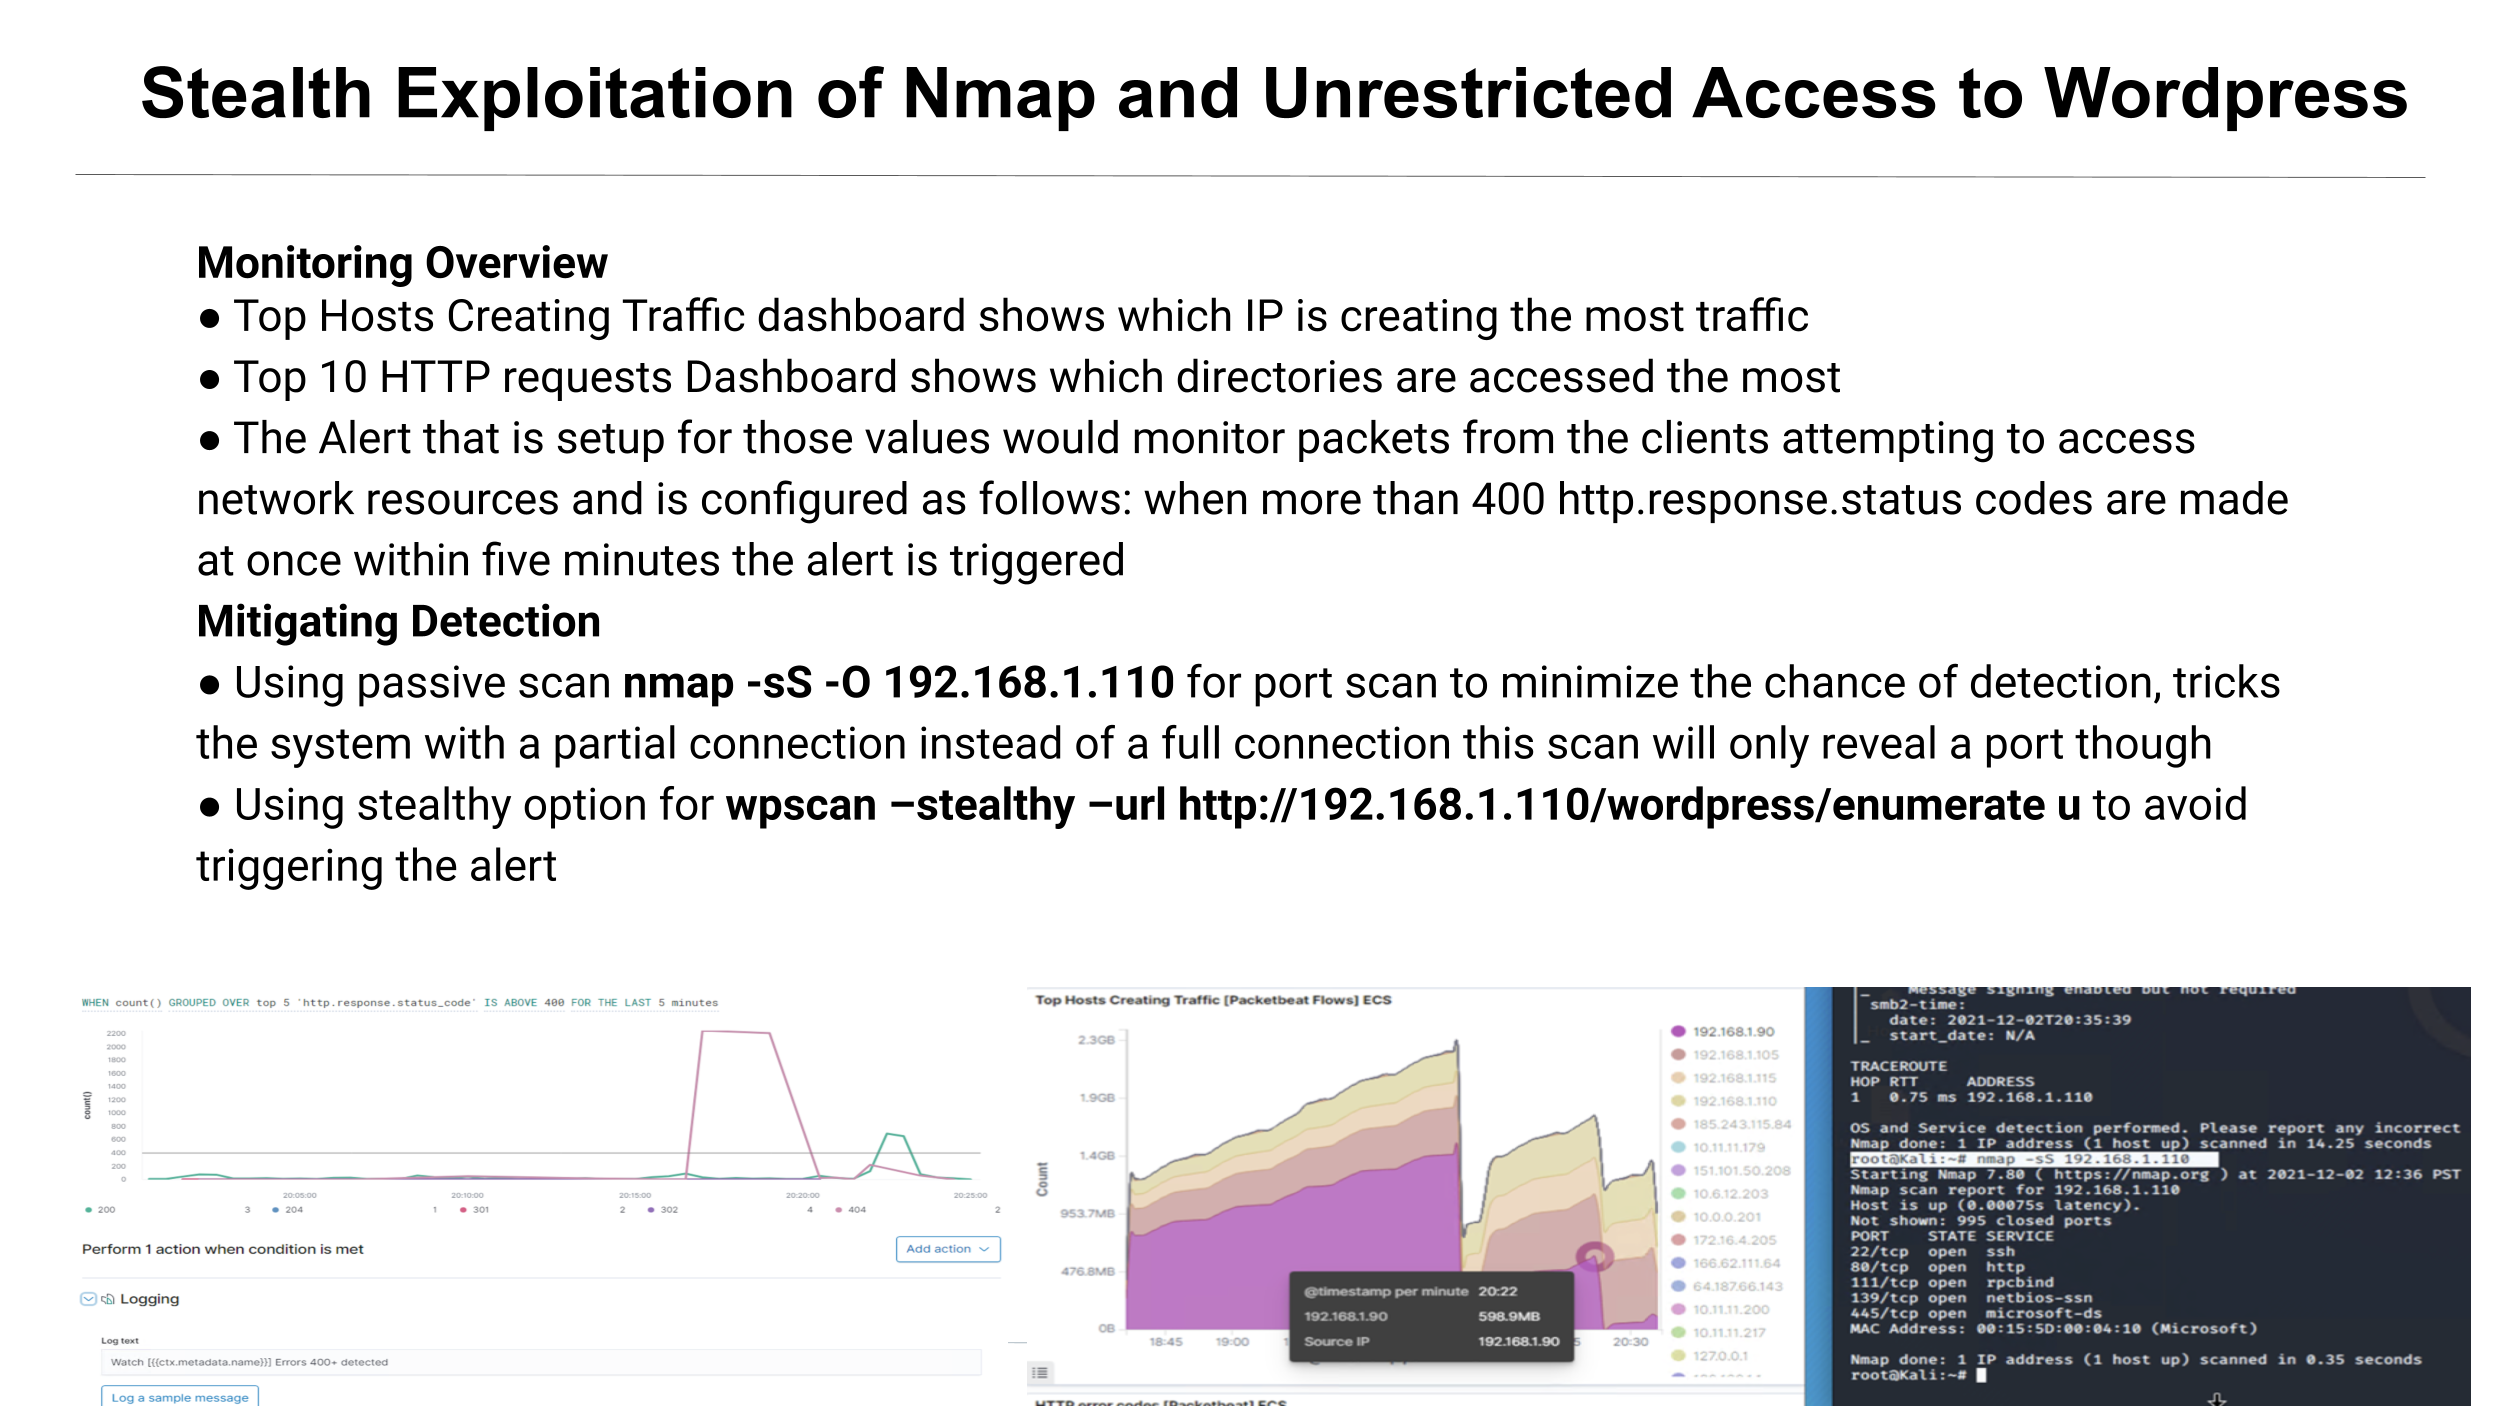 Stealth Exploitation of Nmap and Unrestricted Access to Wordpress
Monitoring Overview
● Top Hosts Creating Traffic dashboard shows which IP is creating the most traffic
● Top 10 HTTP requests Dashboard shows which directories are accessed the most
● The Alert that is setup for those values would monitor packets from the clients attempting to access
network resources and is configured as follows: when more than 400 http.response.status codes are made
at once within five minutes the alert is triggered
Mitigating Detection
● Using passive scan nmap -sS -O 192.168.1.110 for port scan to minimize the chance of detection, tricks
the system with a partial connection instead of a full connection this scan will only reveal a port though
● Using stealthy option for wpscan –stealthy –url http://192.168.1.110/wordpress/enumerate u to avoid
triggering the alert
WHEN count() GROUPED OVER top 5 'http.response.status_code' IS ABOVE 400 FOR THE LAST 5 minutes
2200
2000
1800
1600
1400
1200
1000
800
600
400
200
0
count()
20:05:00 20:10:00 20:15:00 20:20:00 20:25:00
200 3 204 1 301 2 302 4 404 2
Perform 1 action when condition is met
Add action
Logging
Log text
Watch [{{ctx.metadata.name}}] Errors 400+ detected
Log a sample message
Top Hosts Creating Traffic [Packetbeat Flows] ECS
2.3GB
1.9GB
1.4GB
953.7MB
476.8MB
0B
Count
18:45 19:00 20:30
@timestamp per minute 20:22
192.168.1.90 598.9MB
Source IP 192.168.1.90
192.168.1.90
192.168.1.105
192.168.1.115
192.168.1.110
185.243.115.84
10.11.11.179
151.101.50.208
10.6.12.203
10.0.0.201
172.16.4.205
166.62.111.64
64.187.66.143
10.11.11.200
10.11.11.217
127.0.0.1
HTTP error codes [Packetbeat] ECS
|_ Message signing enabled but not required
smb2-time:
date: 2021-12-02T20:35:39
|_ start_date: N/A
TRACEROUTE
HOP RTT ADDRESS
1 0.75 ms 192.168.1.110
OS and Service detection performed. Please report any incorrect
Nmap done: 1 IP address (1 host up) scanned in 14.25 seconds
root@Kali:~# nmap -sS 192.168.1.110
Starting Nmap 7.80 ( https://nmap.org ) at 2021-12-02 12:36 PST
Nmap scan report for 192.168.1.110
Host is up (0.00075s latency).
Not shown: 995 closed ports
PORT STATE SERVICE
22/tcp open ssh
80/tcp open http
111/tcp open rpcbind
139/tcp open netbios-ssn
445/tcp open microsoft-ds
MAC Address: 00:15:5D:00:04:10 (Microsoft)
Nmap done: 1 IP address (1 host up) scanned in 0.35 seconds
root@Kali:~#